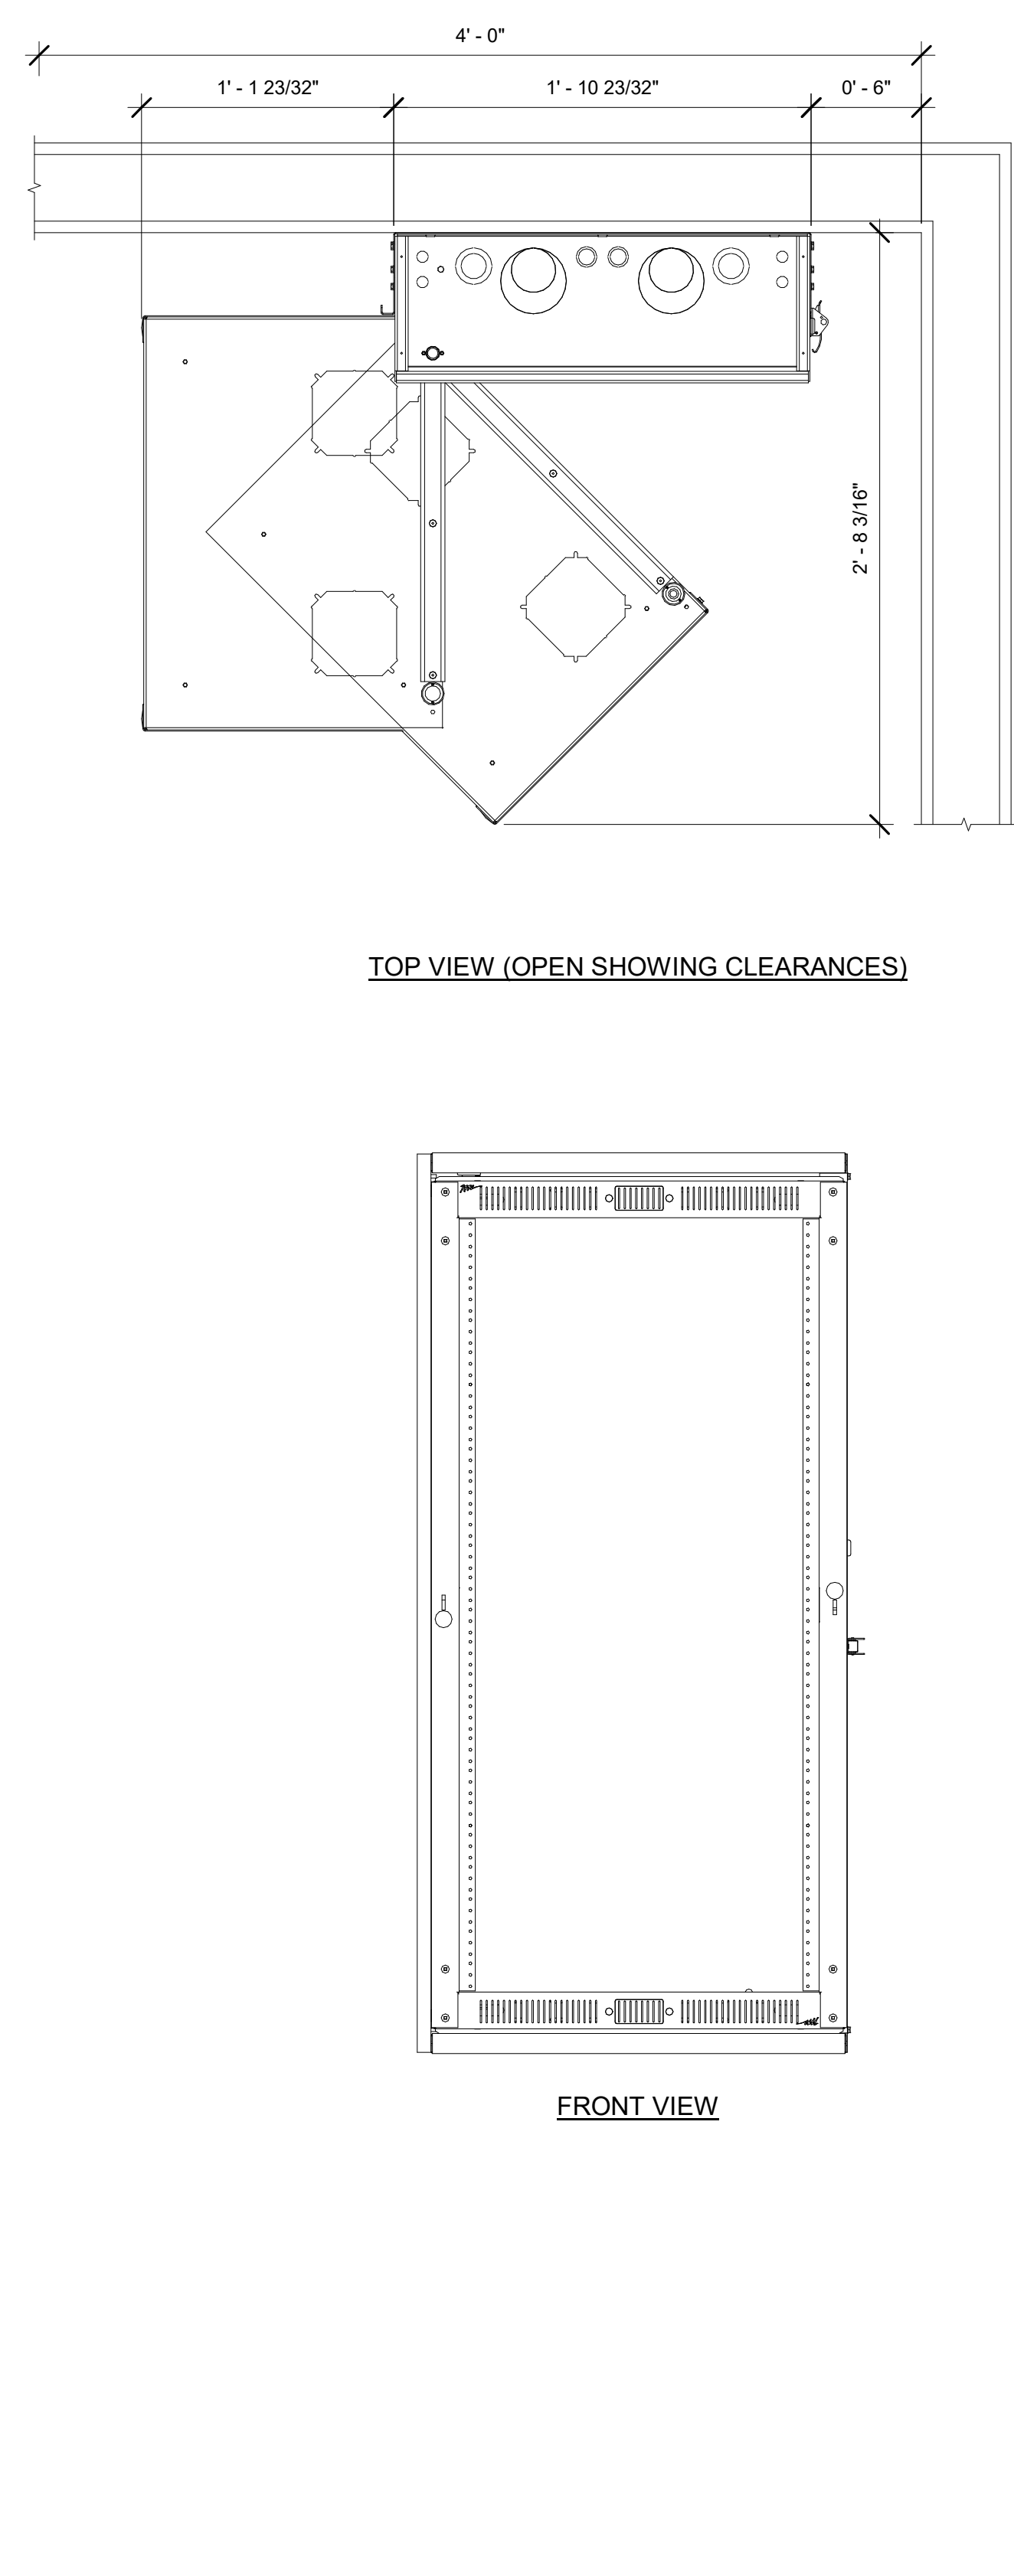 4' - 0"
1' - 1 23/32"
1' - 10 23/32"
0' - 6"
2' - 8 3/16"
TOP VIEW (OPEN SHOWING CLEARANCES)
FRONT VIEW